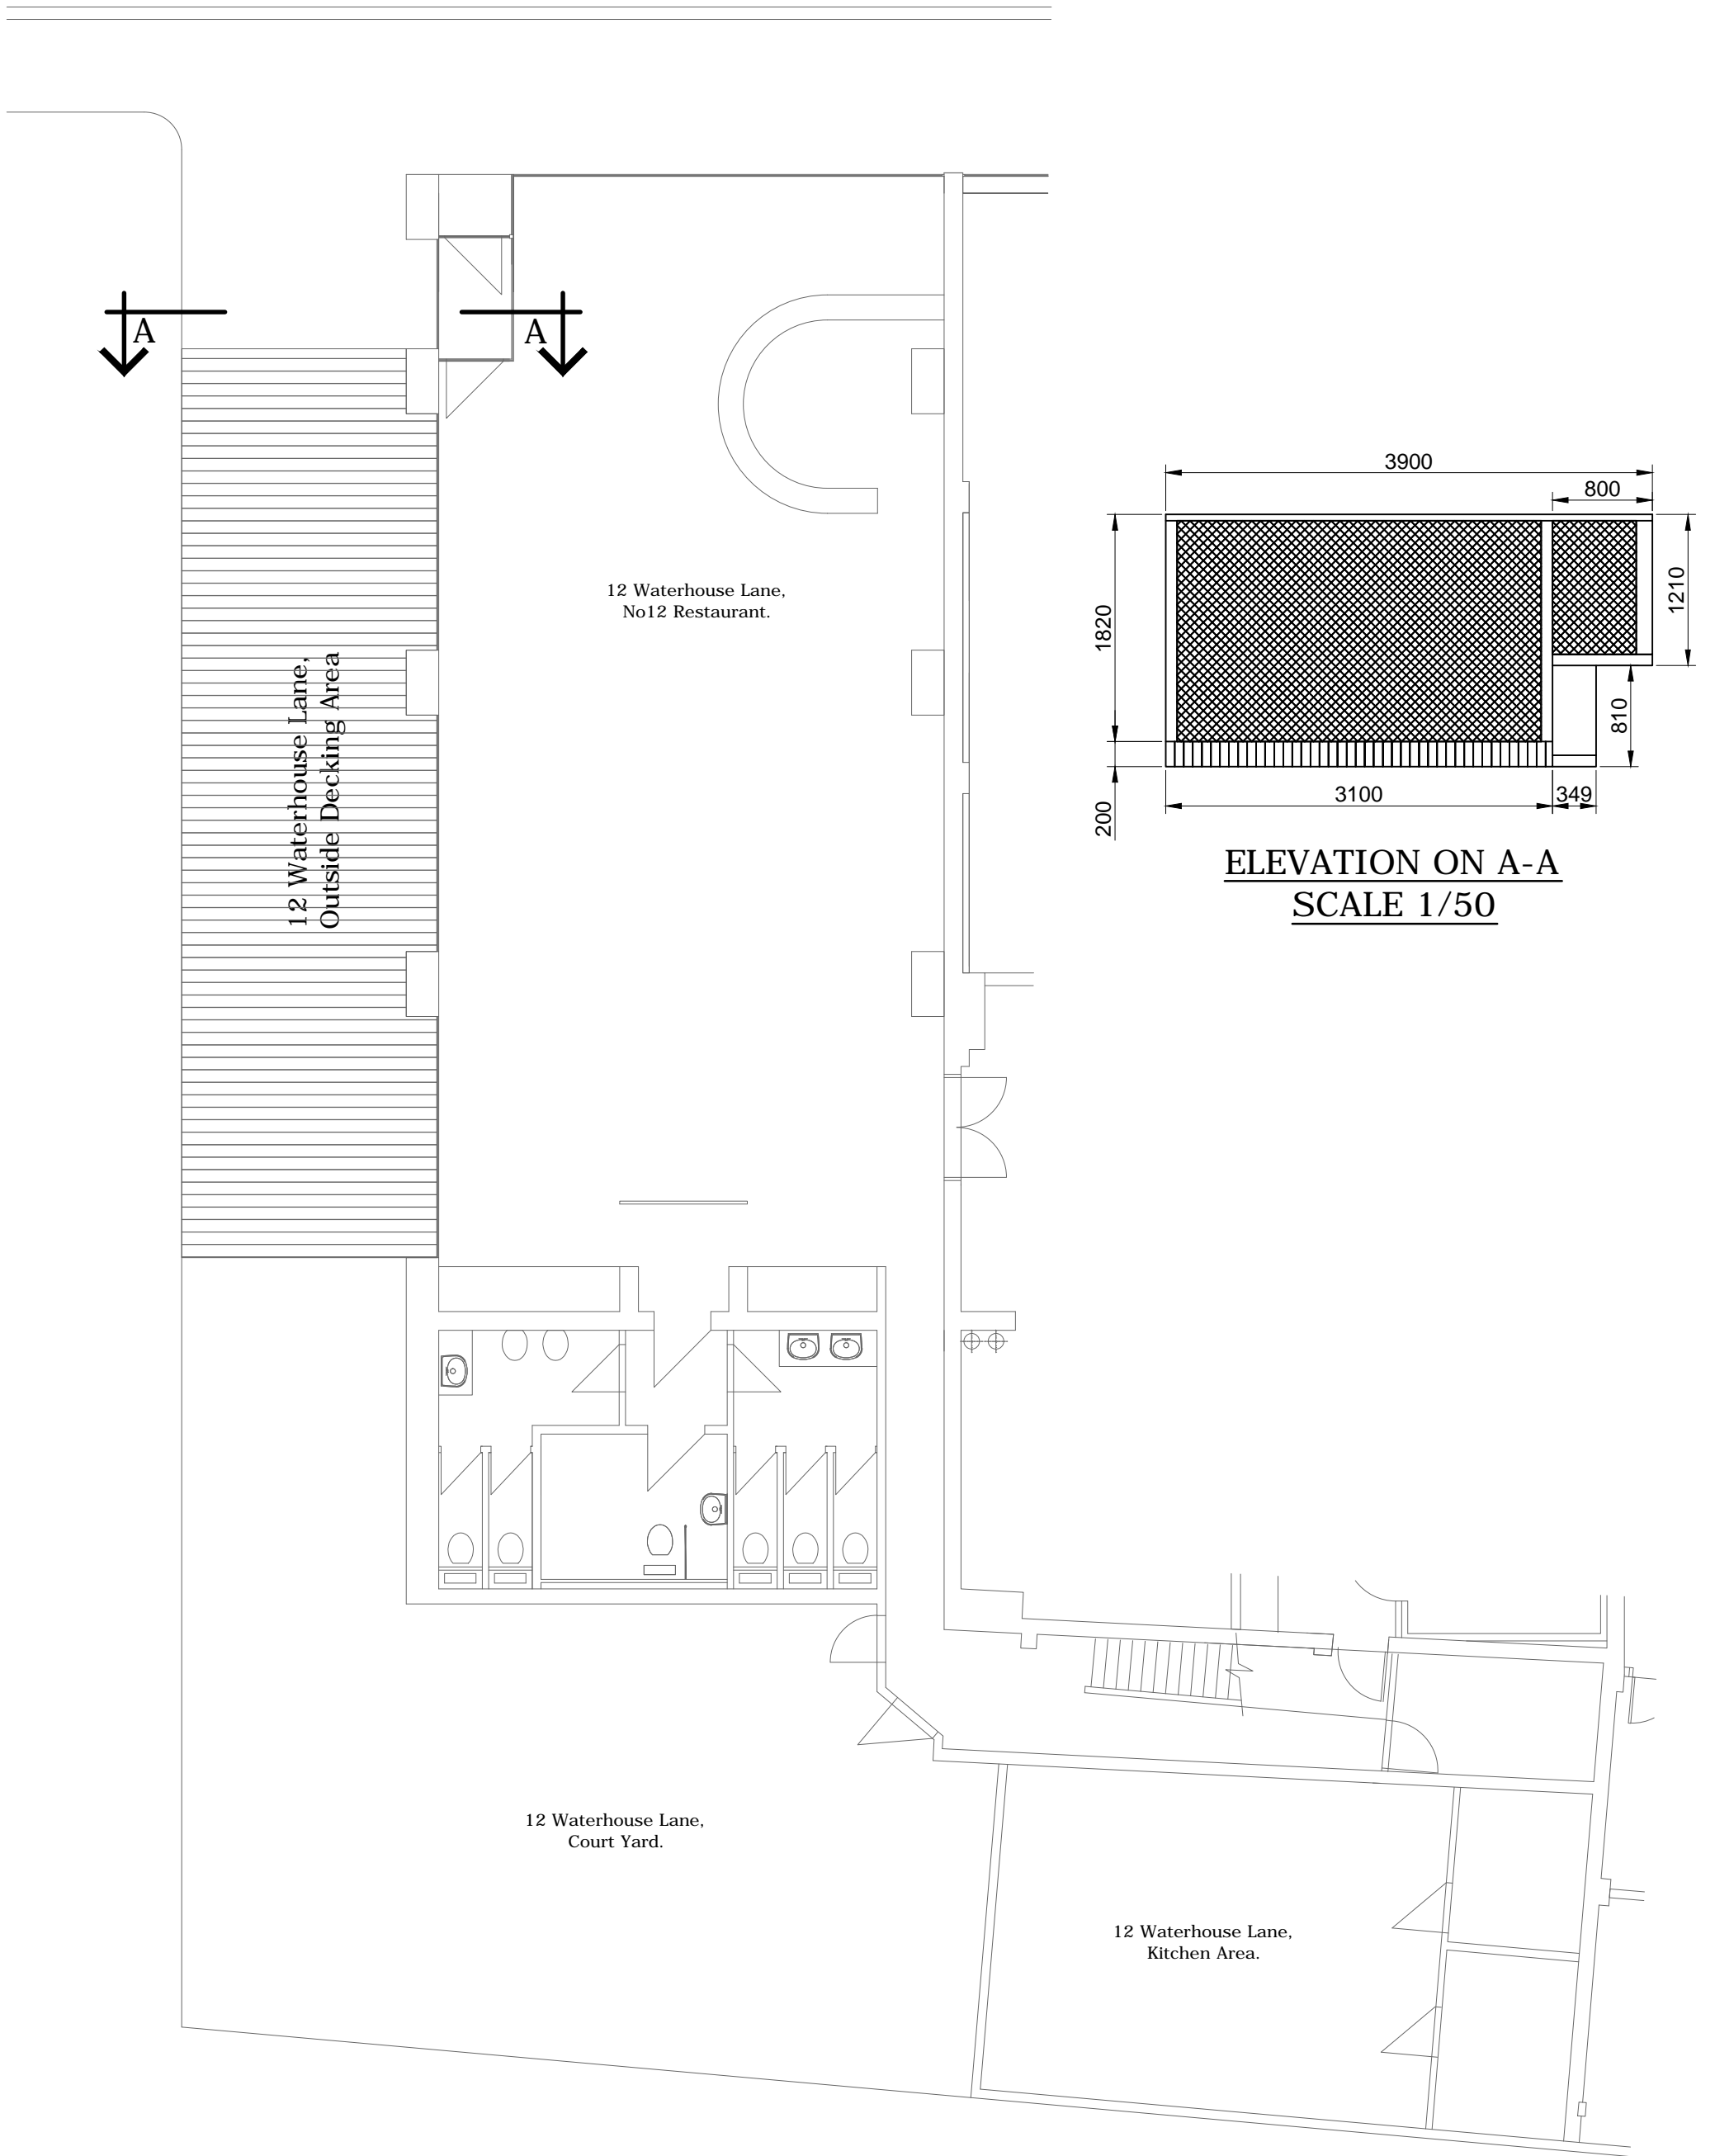 A
A
12 Waterhouse Lane,
No12 Restaurant.
12 Waterhouse Lane,
Outside Decking Area
3900
800
1820
1210
810
200
3100
349
ELEVATION ON A-A
SCALE 1/50
12 Waterhouse Lane,
Court Yard.
12 Waterhouse Lane,
Kitchen Area.